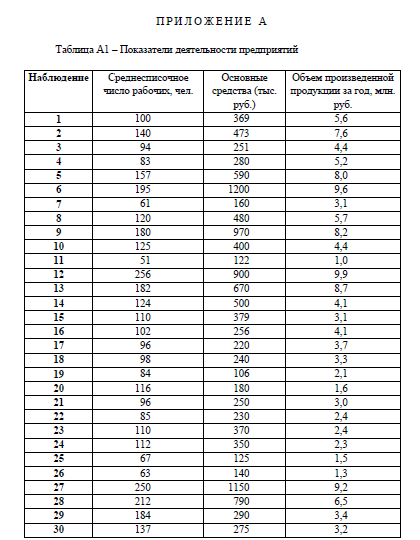 ПРИЛОЖЕНИЕ А
Таблица А1 – Показатели деятельности предприятий
Наблюдение Среднесписочное число рабочих, чел. Основные средства (тыс. руб.) Объем произведенной продукции за год, млн. руб.
1 100 369 5,6
2 140 473 7,6
3 94 251 4,4
4 83 280 5,2
5 157 590 8,0
6 195 1200 9,6
7 61 160 3,1
8 120 480 5,7
9 180 970 8,2
10 125 400 4,4
11 51 122 1,0
12 256 900 9,9
13 182 670 8,7
14 124 500 4,1
15 110 379 3,1
16 102 256 4,1
17 96 220 3,7
18 98 240 3,3
19 84 106 2,1
20 116 180 1,6
21 96 250 3,0
22 85 230 2,4
23 110 370 2,4
24 112 350 2,3
25 67 125 1,5
26 63 140 1,3
27 250 1150 9,2
28 212 790 6,5
29 184 290 3,4
30 137 275 3,2